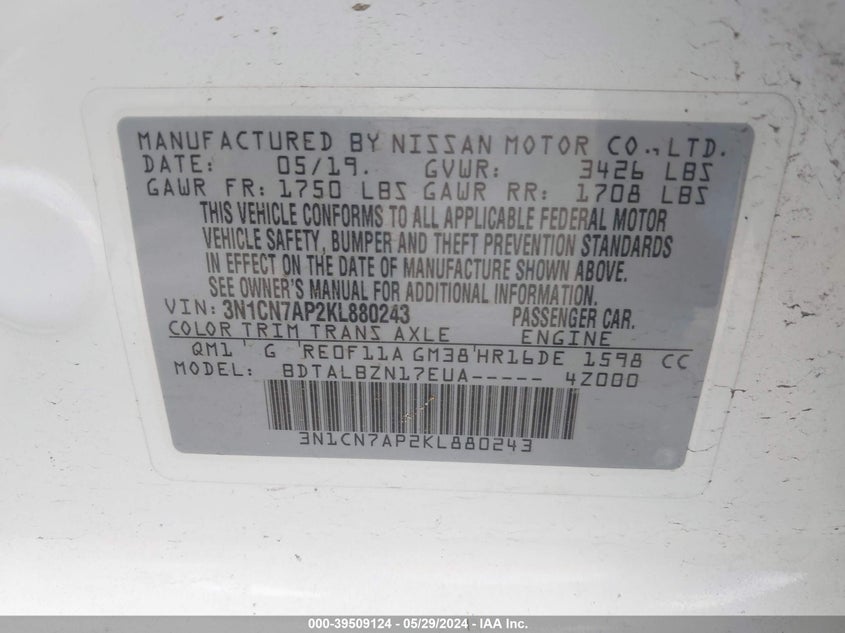 MANUFACTURED BY NISSAN MOTOR CO., LTD.
DATE: 05/19. GVWR: 3426 LBS
GAWR FR: 1750 LBS GAWR RR: 1708 LBS
THIS VEHICLE CONFORMS TO ALL APPLICABLE FEDERAL MOTOR
VEHICLE SAFETY, BUMPER AND THEFT PREVENTION STANDARDS
IN EFFECT ON THE DATE OF MANUFACTURE SHOWN ABOVE.
SEE OWNER'S MANUAL FOR ADDITIONAL INFORMATION.
VIN: 3N1CN7AP2KL880243 PASSENGER CAR.
COLOR TRIM TRANS AXLE ENGINE
QM1 G RE0F11A GM38 HR16DE 1598 CC
MODEL: BDTALBZN17EUA----- 4Z000
3N1CN7AP2KL880243
000-39509124 - 05/29/2024 - IAA Inc.